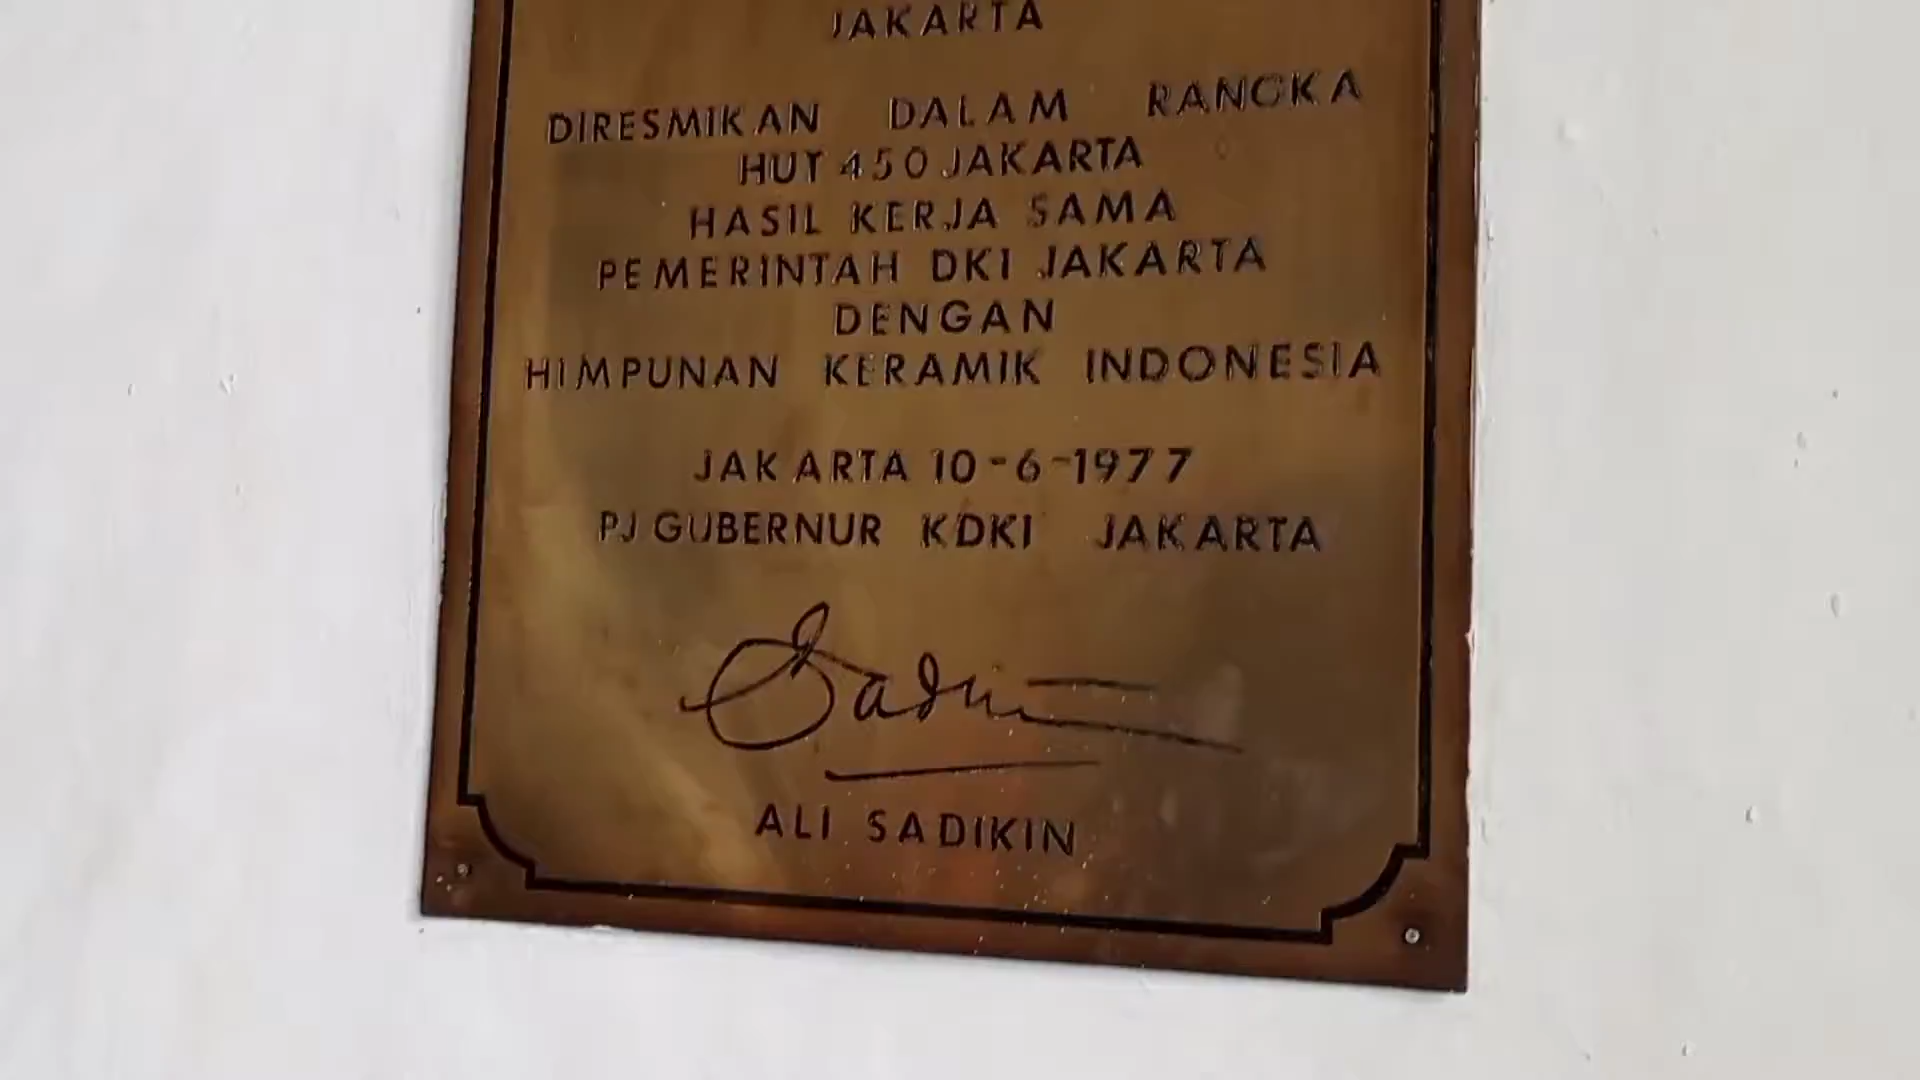 JAKARTA
DIRESMIKAN DALAM RANGKA
HUT 450 JAKARTA
HASIL KERJA SAMA
PEMERINTAH DKI JAKARTA
DENGAN
HIMPUNAN KERAMIK INDONESIA
JAKARTA 10-6-1977
PJ GUBERNUR KDKI JAKARTA
Sadikin
ALI SADIKIN